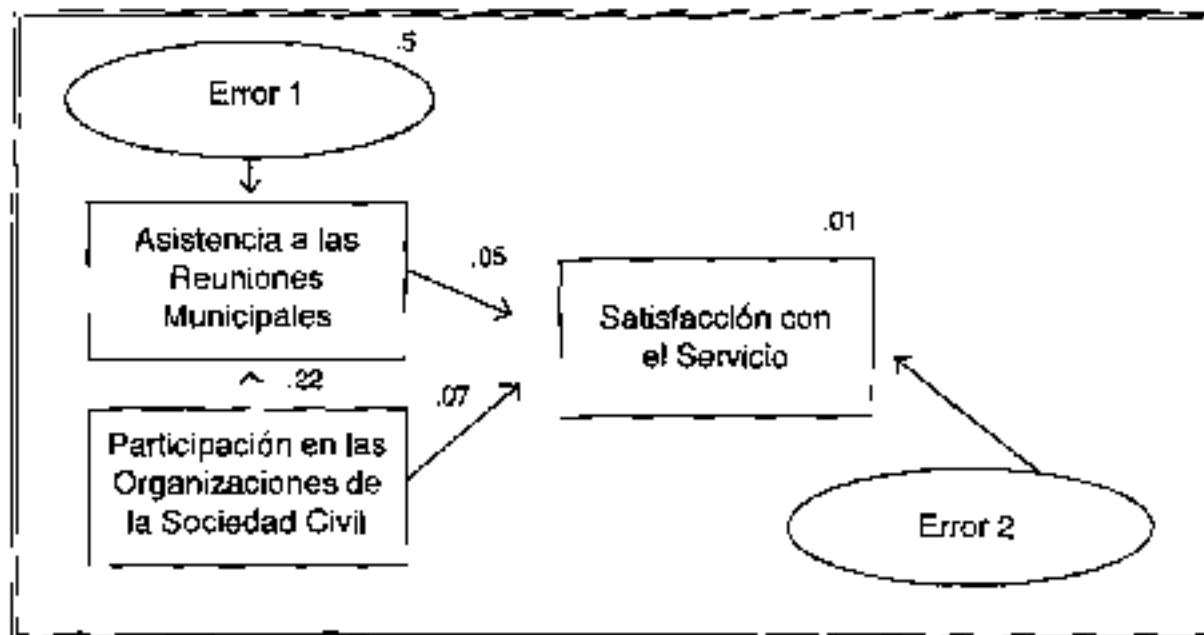 .5
Error 1
Asistencia a las
Reuniones
Municipales
.05
.01
Satisfacción con
el Servicio
.22
.07
Participación en las
Organizaciones de
la Sociedad Civil
Error 2